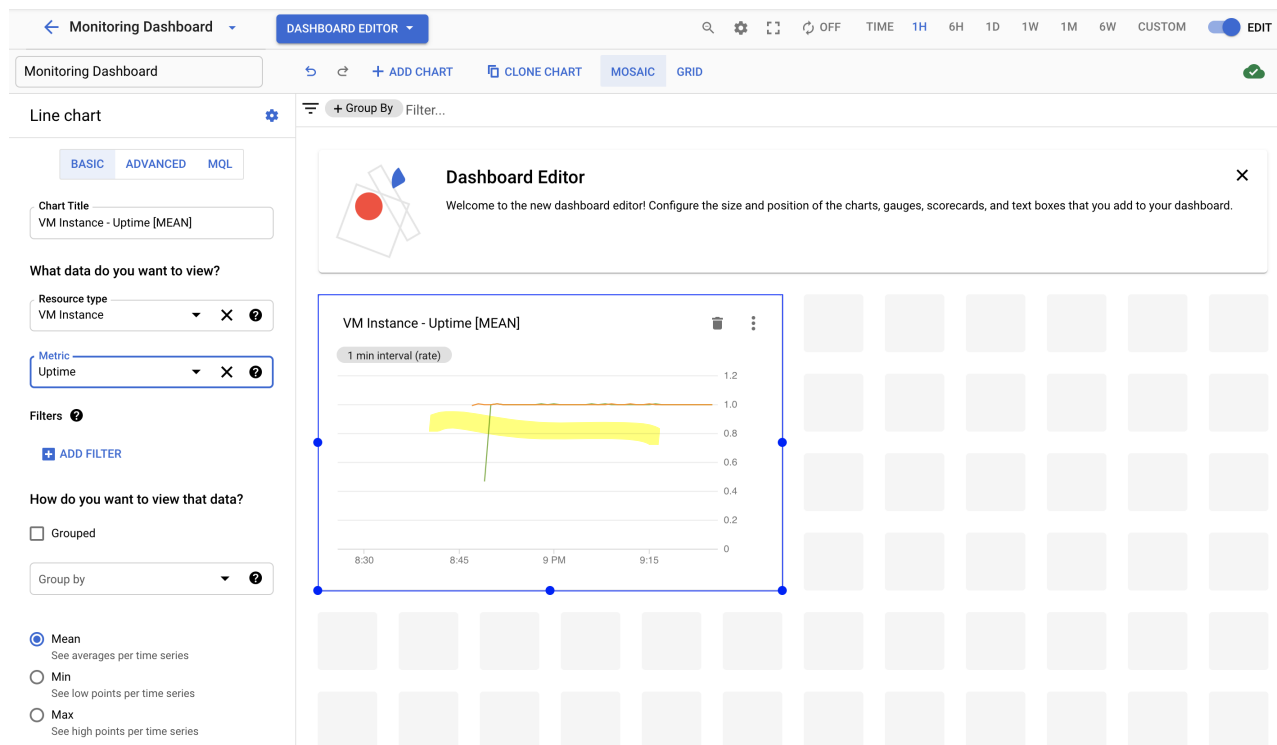 Monitoring Dashboard
DASHBOARD EDITOR
OFF
TIME
1H
6H
1D
1W
1M
6W
CUSTOM
EDIT
Monitoring Dashboard
+ ADD CHART
CLONE CHART
MOSAIC
GRID
Line chart
+ Group By
Filter...
BASIC
ADVANCED
MQL
Chart Title
VM Instance - Uptime [MEAN]
What data do you want to view?
Resource type
VM Instance
Metric
Uptime
Filters
ADD FILTER
How do you want to view that data?
Grouped
Group by
Mean
See averages per time series
Min
See low points per time series
Max
See high points per time series
Dashboard Editor
Welcome to the new dashboard editor! Configure the size and position of the charts, gauges, scorecards, and text boxes that you add to your dashboard.
VM Instance - Uptime [MEAN]
1 min interval (rate)
1.2
1.0
0.8
0.6
0.4
0.2
0
8:30
8:45
9 PM
9:15